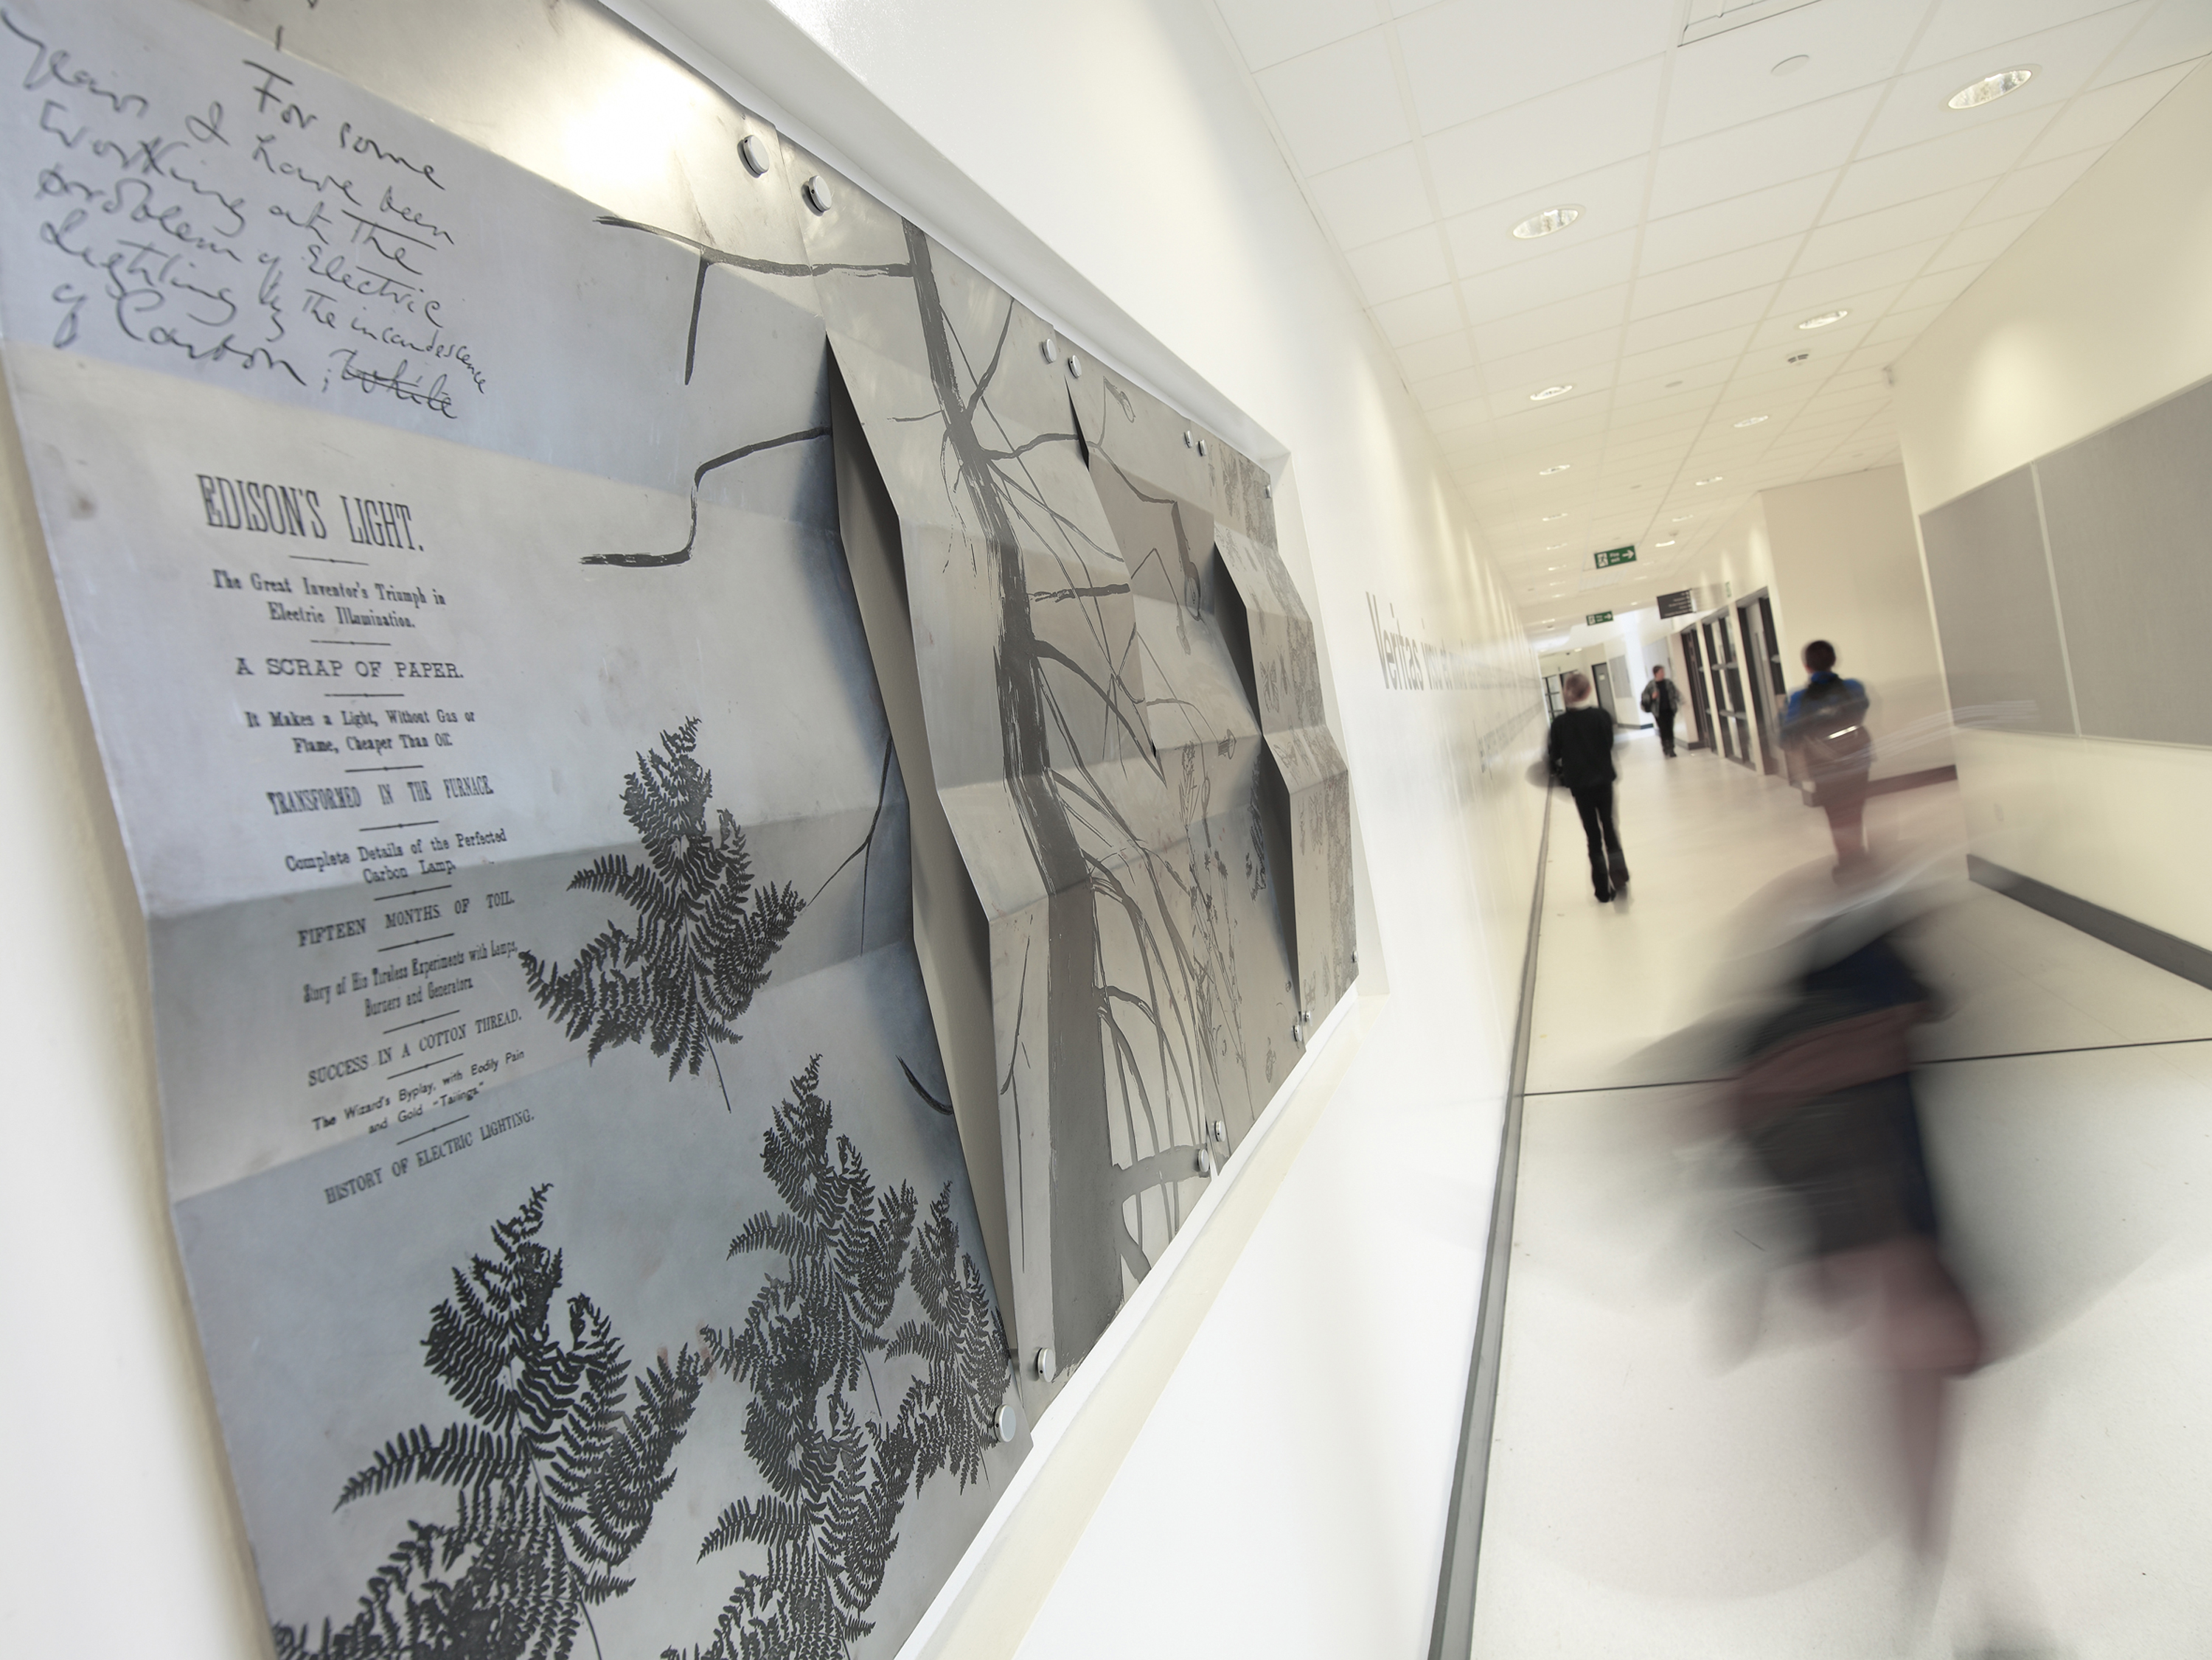 For some
years I have been
working at the
problem of Electric
Lighting by the incandescence
of Carbon; while
EDISON'S LIGHT.
The Great Inventor's Triumph in
Electric Illumination.
A SCRAP OF PAPER.
It Makes a Light, Without Gas or
Flame, Cheaper Than Oil.
TRANSFORMED IN THE FURNACE.
Complete Details of the Perfected
Carbon Lamp.
FIFTEEN MONTHS OF TOIL.
Story of His Tireless Experiments with Lamps,
Burners and Generators.
SUCCESS IN A COTTON THREAD.
The Wizard's Byplay, with Bodily Pain
and Gold "Tailings."
HISTORY OF ELECTRIC LIGHTING.
Veritas